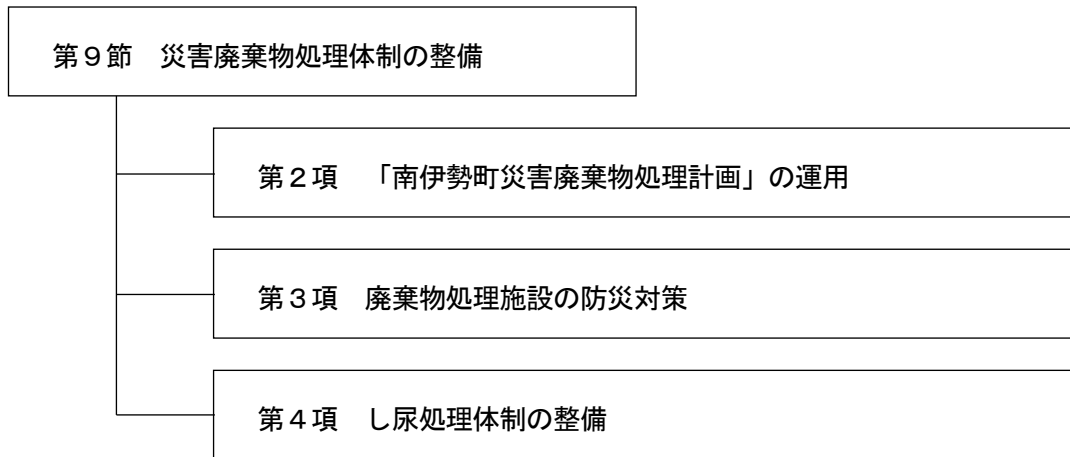 第９節　災害廃棄物処理体制の整備
第２項　「南伊勢町災害廃棄物処理計画」の運用
第３項　廃棄物処理施設の防災対策
第４項　し尿処理体制の整備